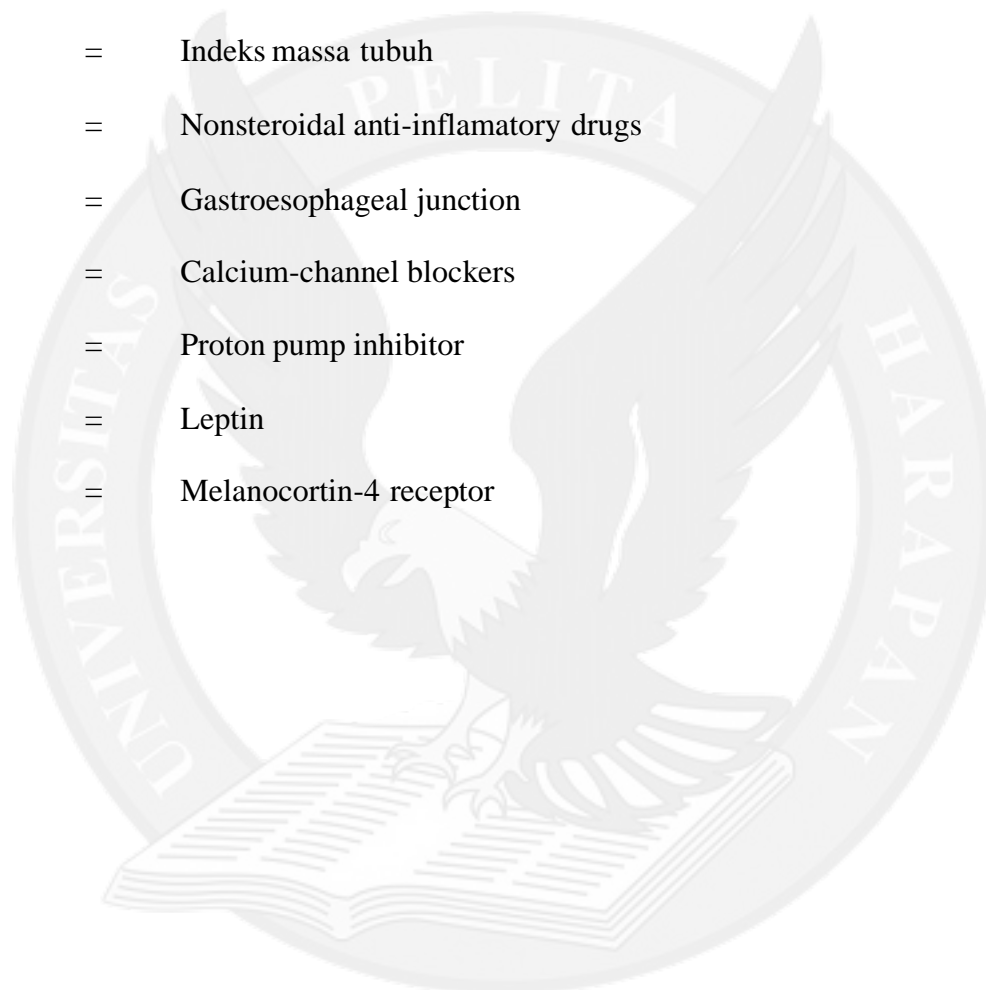 = Indeks massa tubuh
= Nonsteroidal anti-inflamatory drugs
= Gastroesophageal junction
= Calcium-channel blockers
= Proton pump inhibitor
= Leptin
= Melanocortin-4 receptor
UNIVERSITAS PELITA HARAPAN